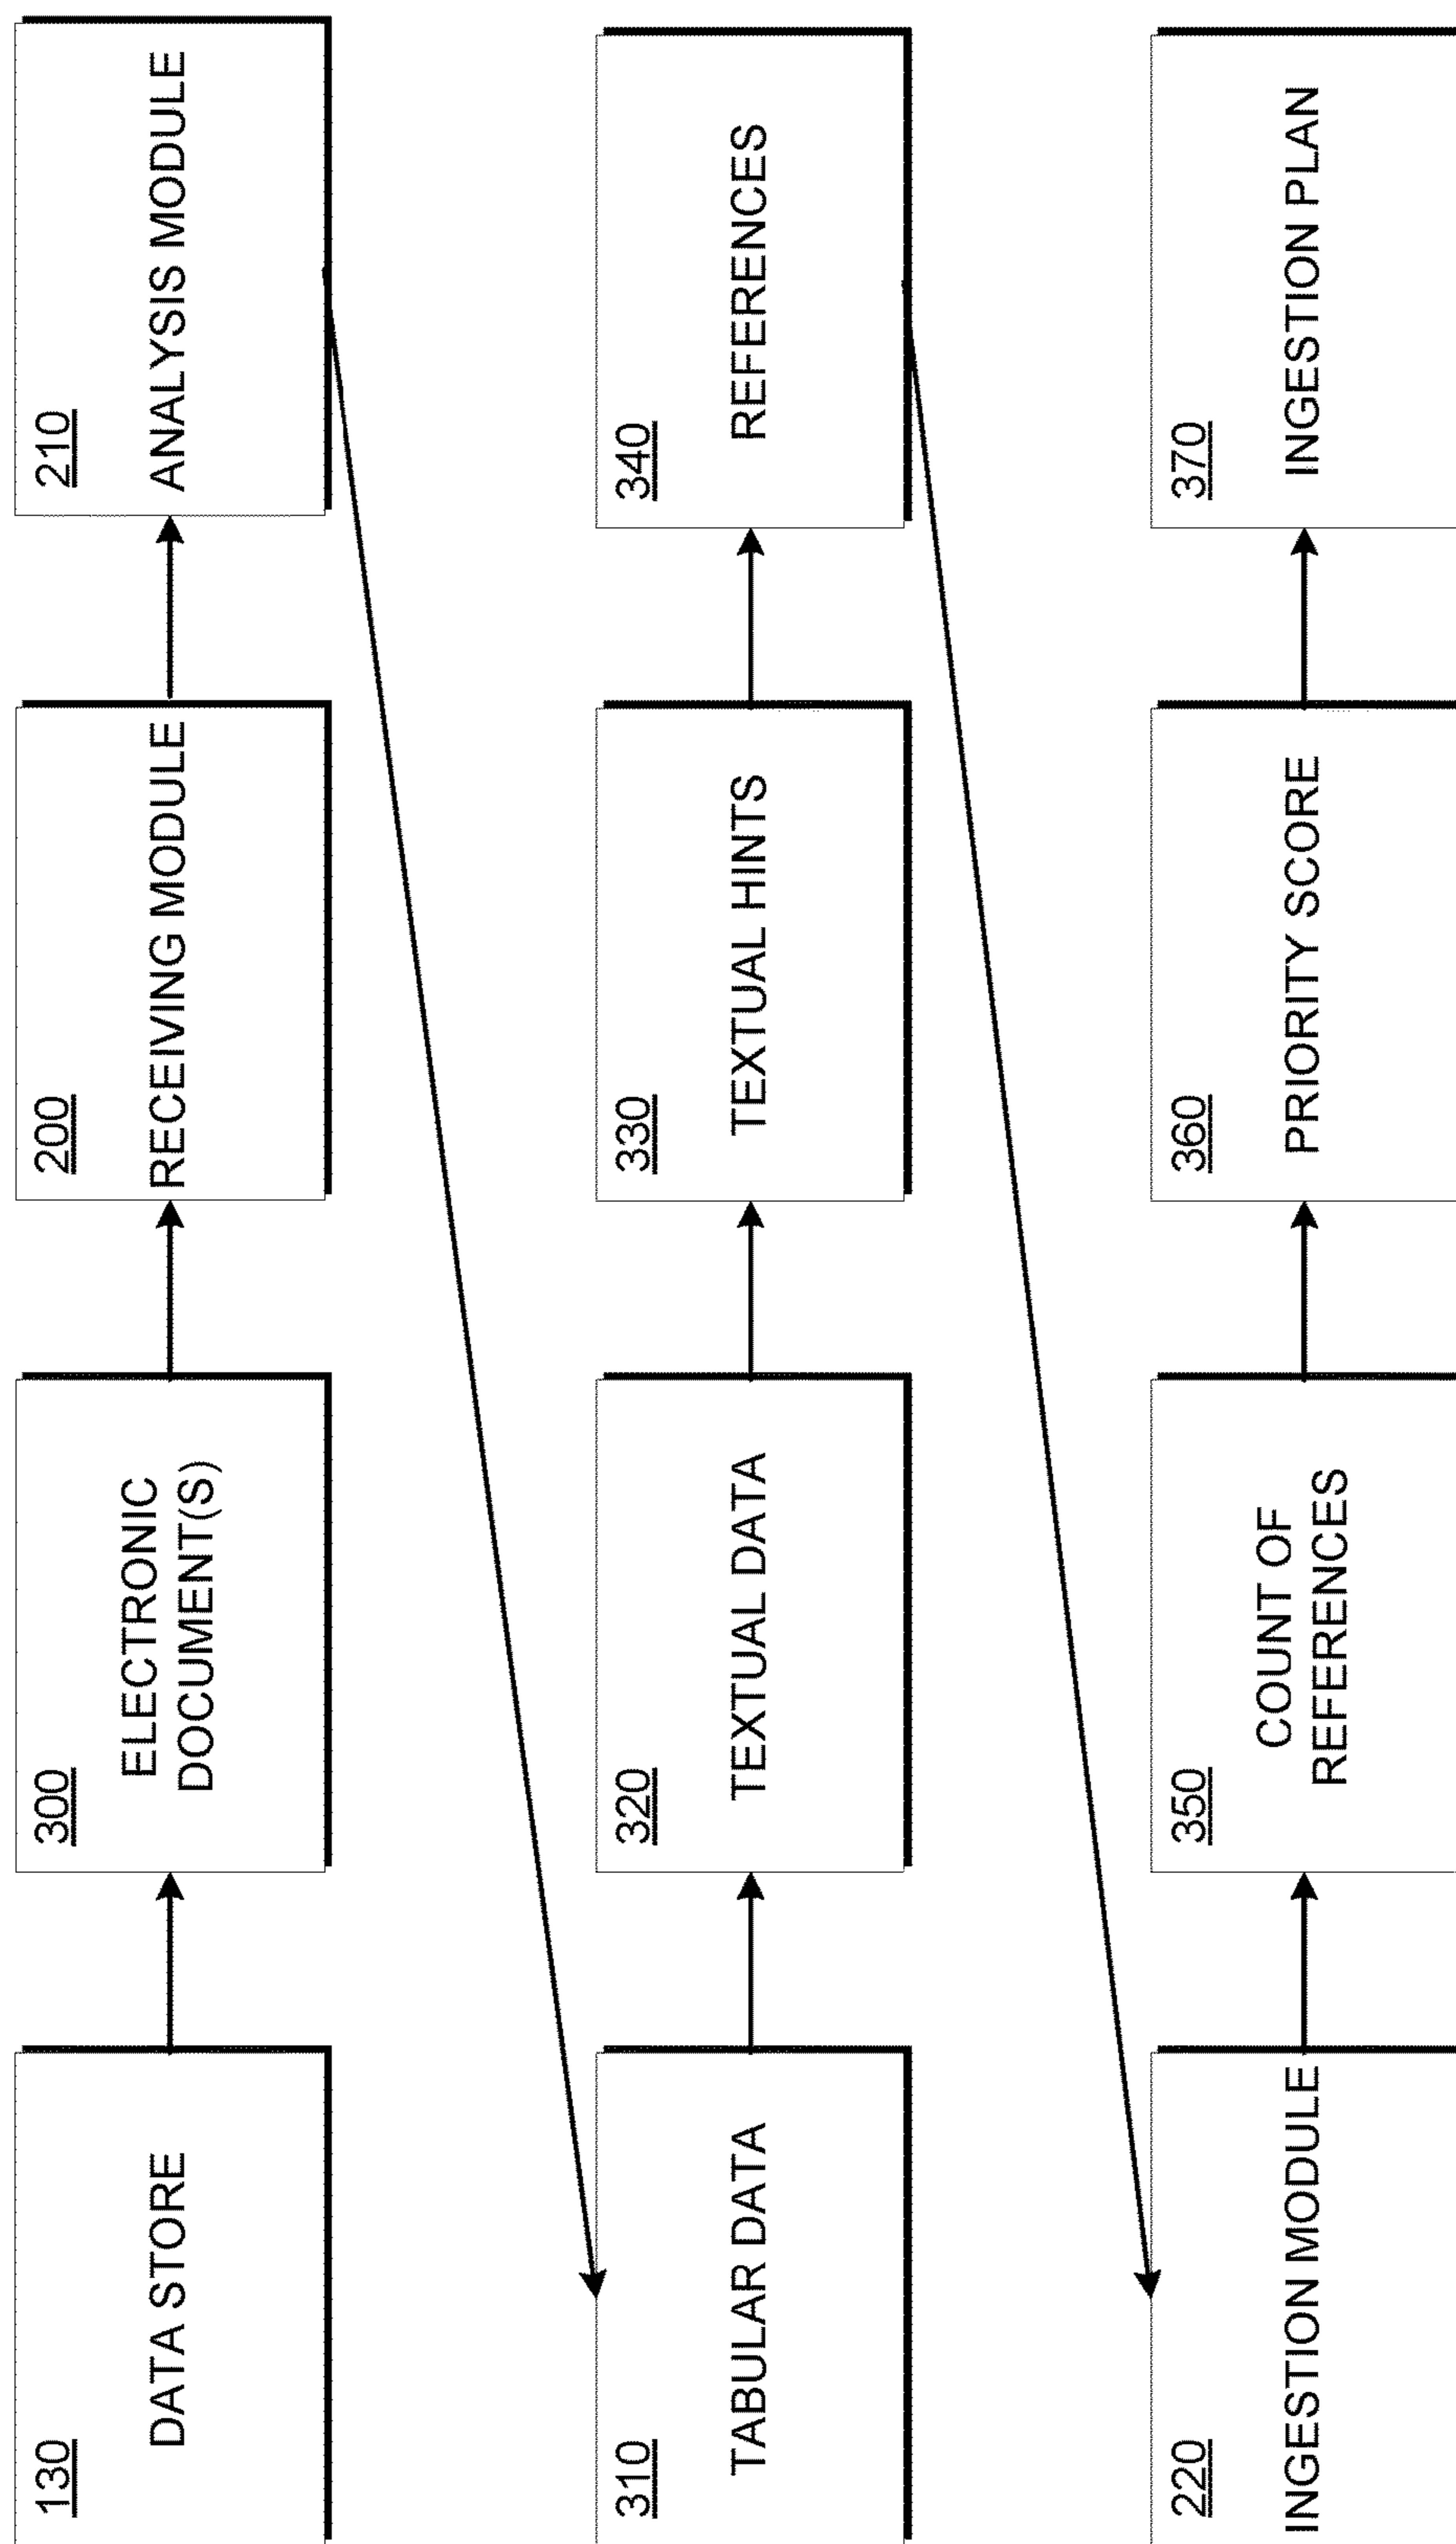 130
DATA STORE
300
ELECTRONIC
DOCUMENT(S)
200
RECEIVING MODULE
210
ANALYSIS MODULE
310
TABULAR DATA
320
TEXTUAL DATA
330
TEXTUAL HINTS
340
REFERENCES
220
INGESTION MODULE
350
COUNT OF
REFERENCES
360
PRIORITY SCORE
370
INGESTION PLAN